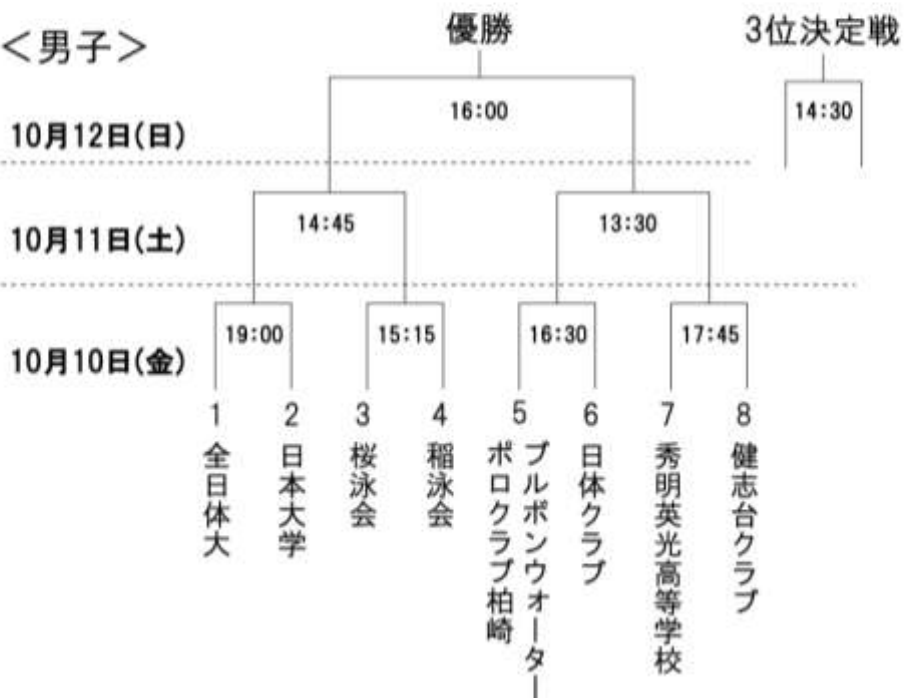 ＜男子＞
優勝
3位決定戦
16:00
14:30
10月12日(日)
14:45
13:30
10月11日(土)
19:00
15:15
16:30
17:45
10月10日(金)
1
2
3
4
5
6
7
8
全日体大
日本大学
桜泳会
稲泳会
ブルボンウオーター
ポロクラブ柏崎
日体クラブ
秀明英光高等学校
健志台クラブ